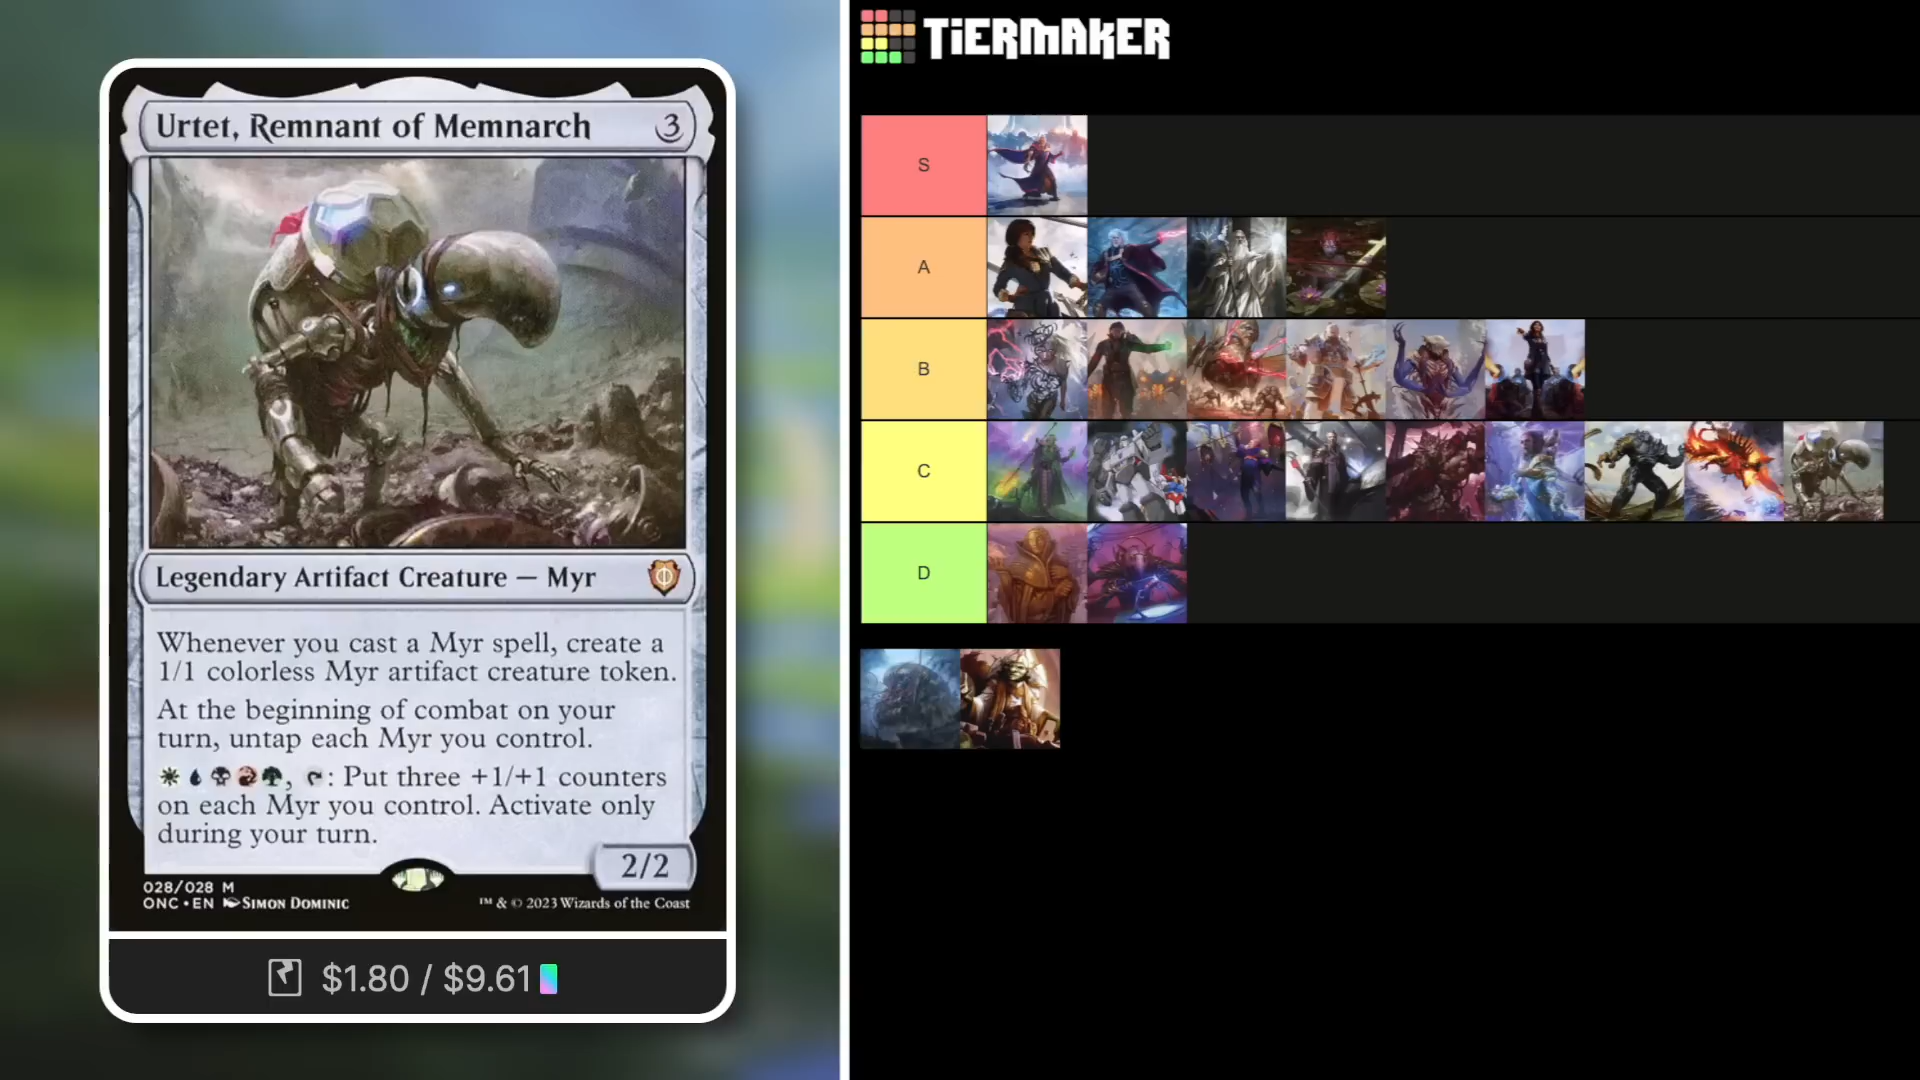 Urtet, Remnant of Memnarch 3
Legendary Artifact Creature — Myr
Whenever you cast a Myr spell, create a
1/1 colorless Myr artifact creature token.
At the beginning of combat on your
turn, untap each Myr you control.
, : Put three +1/+1 counters
on each Myr you control. Activate only
during your turn.
2/2
028/028 M
ONC • EN Simon Dominic
™ & © 2023 Wizards of the Coast
$1.80 / $9.61
TIERMAKER
S
A
B
C
D